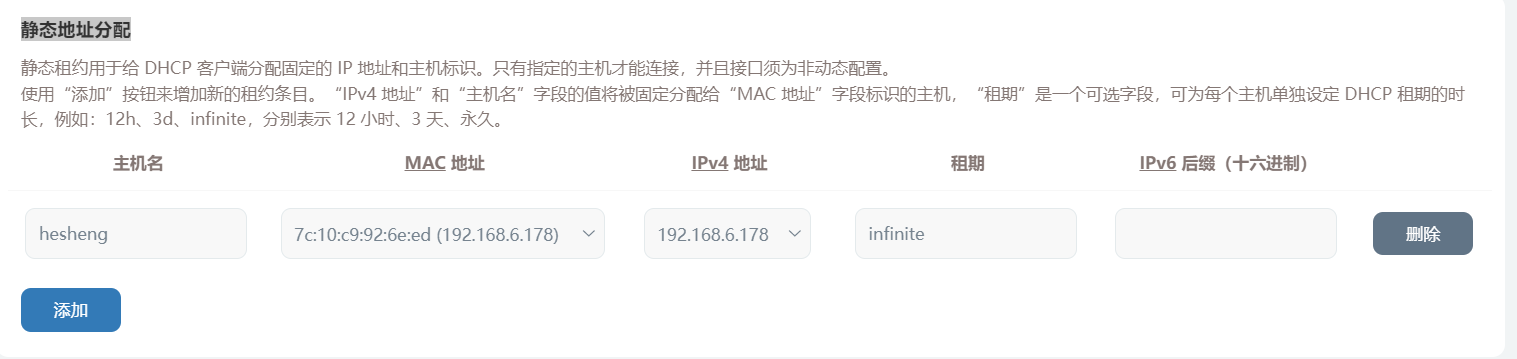 静态地址分配
静态租约用于给 DHCP 客户端分配固定的 IP 地址和主机标识。只有指定的主机才能连接，并且接口须为非动态配置。
使用“添加”按钮来增加新的租约条目。“IPv4 地址”和“主机名”字段的值将被固定分配给“MAC 地址”字段标识的主机，“租期”是一个可选字段，可为每个主机单独设定 DHCP 租期的时
长，例如：12h、3d、infinite，分别表示 12 小时、3 天、永久。
主机名 MAC 地址 IPv4 地址 租期 IPv6 后缀（十六进制）
hesheng 7c:10:c9:92:6e:ed (192.168.6.178) 192.168.6.178 infinite 删除
添加